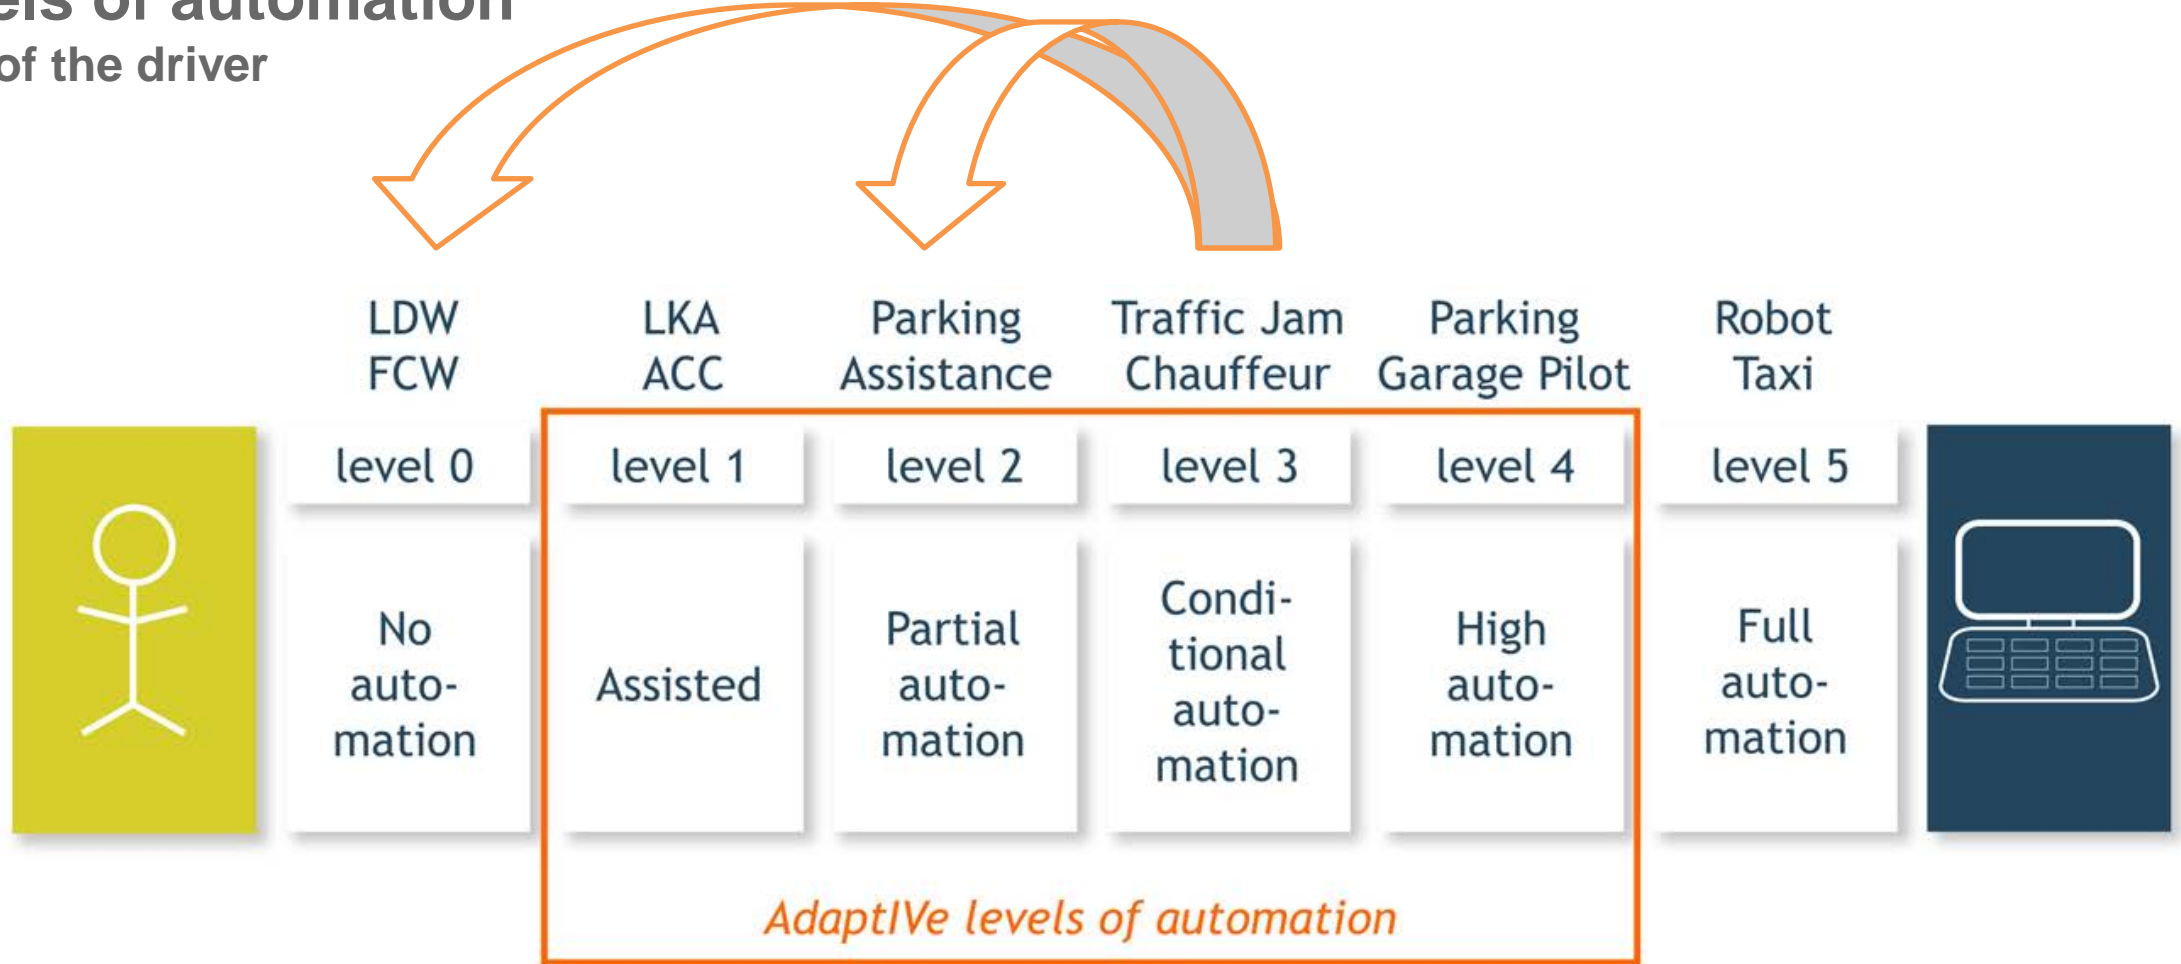 of automation
of the driver
LDW
FCW
LKA
ACC
Parking
Assistance
Traffic Jam
Chauffeur
Parking
Garage Pilot
Robot
Taxi
level 0
level 1
level 2
level 3
level 4
level 5
No
auto-
mation
Assisted
Partial
auto-
mation
Condi-
tional
auto-
mation
High
auto-
mation
Full
auto-
mation
AdaptIVe levels of automation